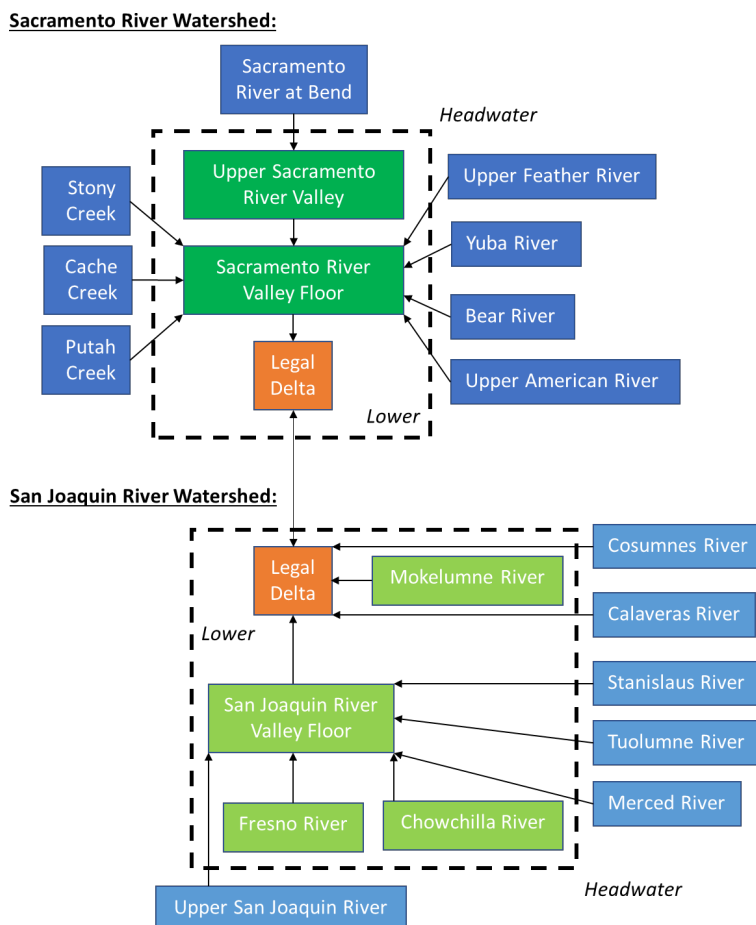 Sacramento River Watershed:
Sacramento
River at Bend
Headwater
Upper Sacramento
River Valley
Stony
Creek
Upper Feather River
Yuba River
Cache
Creek
Sacramento River
Valley Floor
Bear River
Putah
Creek
Legal
Delta
Upper American River
Lower
San Joaquin River Watershed:
Cosumnes River
Legal
Delta
Mokelumne River
Calaveras River
Lower
Stanislaus River
San Joaquin River
Valley Floor
Tuolumne River
Merced River
Fresno River
Chowchilla River
Headwater
Upper San Joaquin River